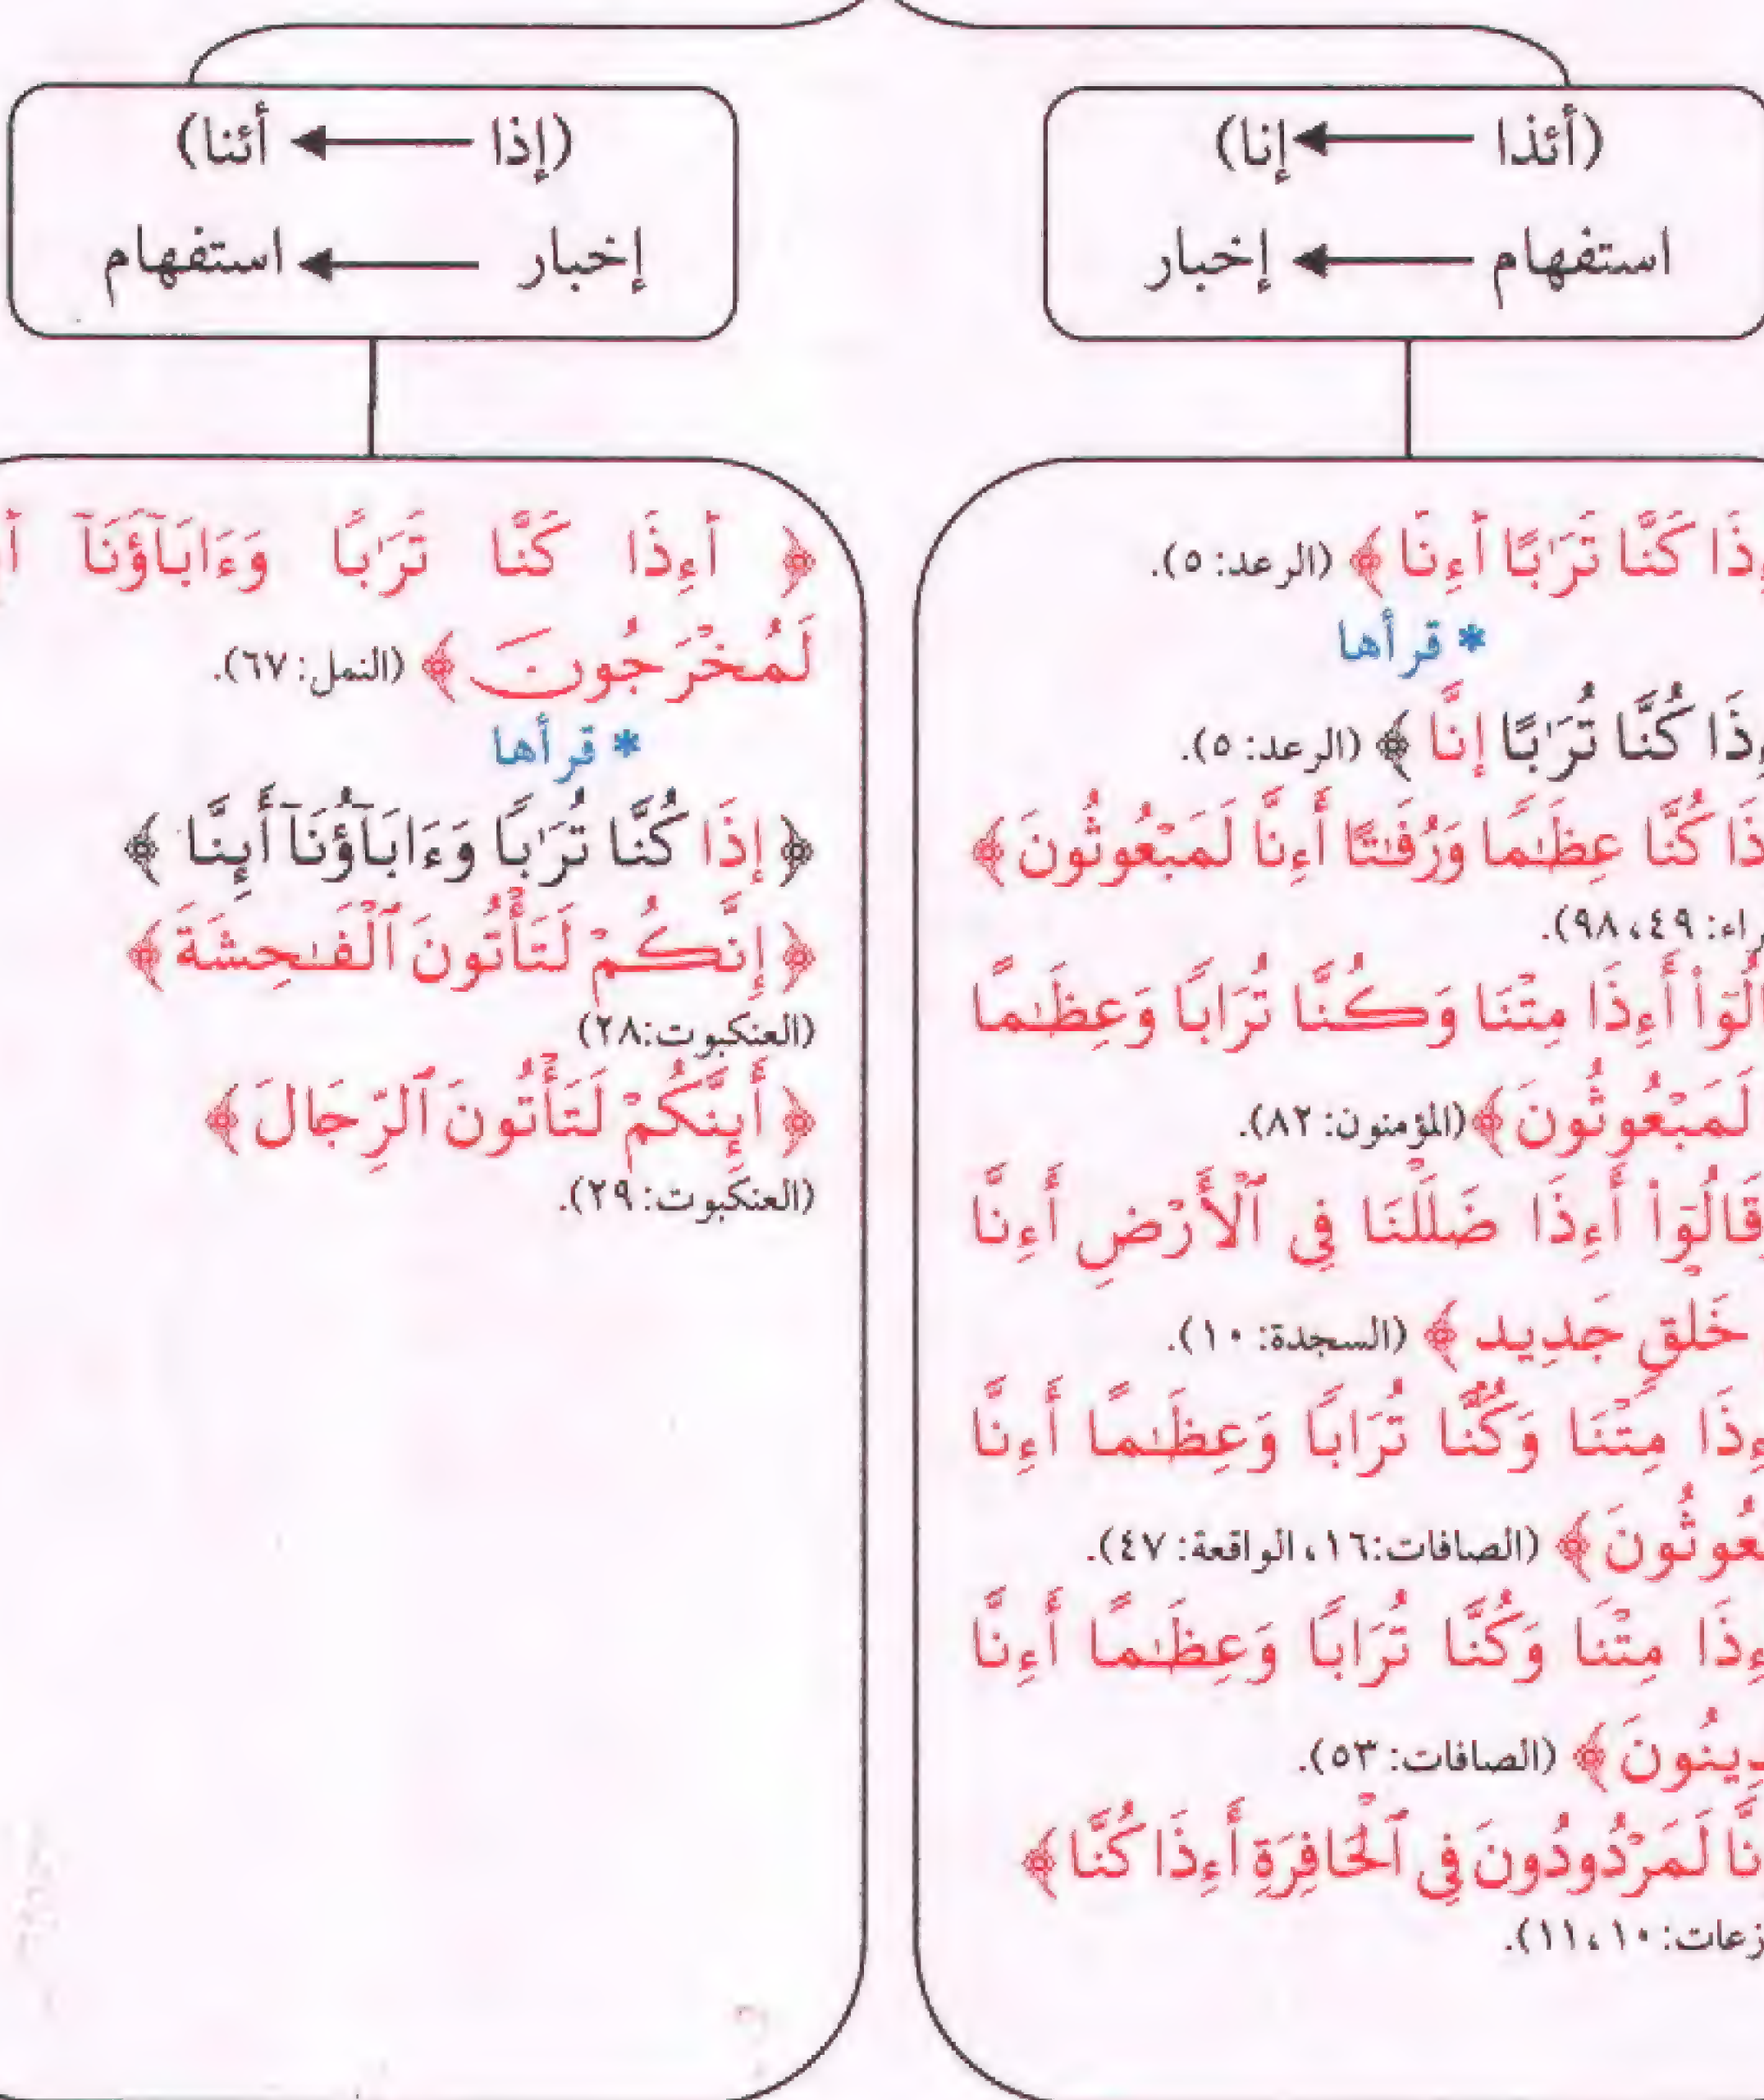 (أئذا ← إنا)
استفهام ← إخبار
كُنَّا تُرَٰبًا أَءِنَّا ﴾ (الرعد: ٥).
* قرأها
كُنَّا تُرَٰبًا إِنَّا ﴾ (الرعد: ٥).
كُنَّا عِظَٰمًا وَرُفَٰتًا أَءِنَّا لَمَبْعُوثُونَ ﴾
٤٩، ٩٨).
أَءِذَا مِتْنَا وَكُنَّا تُرَابًا وَعِظَٰمًا
لَمَبْعُوثُونَ ﴾ (المؤمنون: ٨٢).
قَالُوٓا۟ أَءِذَا ضَلَلْنَا فِى ٱلْأَرْضِ أَءِنَّا
خَلْقٍ جَدِيدٍ ﴾ (السجدة: ١٠).
مِتْنَا وَكُنَّا تُرَابًا وَعِظَٰمًا أَءِنَّا
﴾ (الصافات: ١٦، الواقعة: ٤٧).
مِتْنَا وَكُنَّا تُرَابًا وَعِظَٰمًا أَءِنَّا
﴾ (الصافات: ٥٣).
لَمَرْدُودُونَ فِى ٱلْحَافِرَةِ أَءِذَا كُنَّا ﴾
١٠، ١١).
(إذا ← أئنا)
إخبار ← استفهام
﴿ أَءِذَا كُنَّا تُرَٰبًا وَءَابَآؤُنَآ
لَمُخْرَجُونَ ﴾ (النمل: ٦٧).
* قرأها
﴿ إِذَا كُنَّا تُرَٰبًا وَءَابَآؤُنَآ أَئِنَّا ﴾
﴿ إِنَّكُمْ لَتَأْتُونَ ٱلْفَٰحِشَةَ ﴾
(العنكبوت: ٢٨)
﴿ أَئِنَّكُمْ لَتَأْتُونَ ٱلرِّجَالَ ﴾
(العنكبوت: ٢٩).